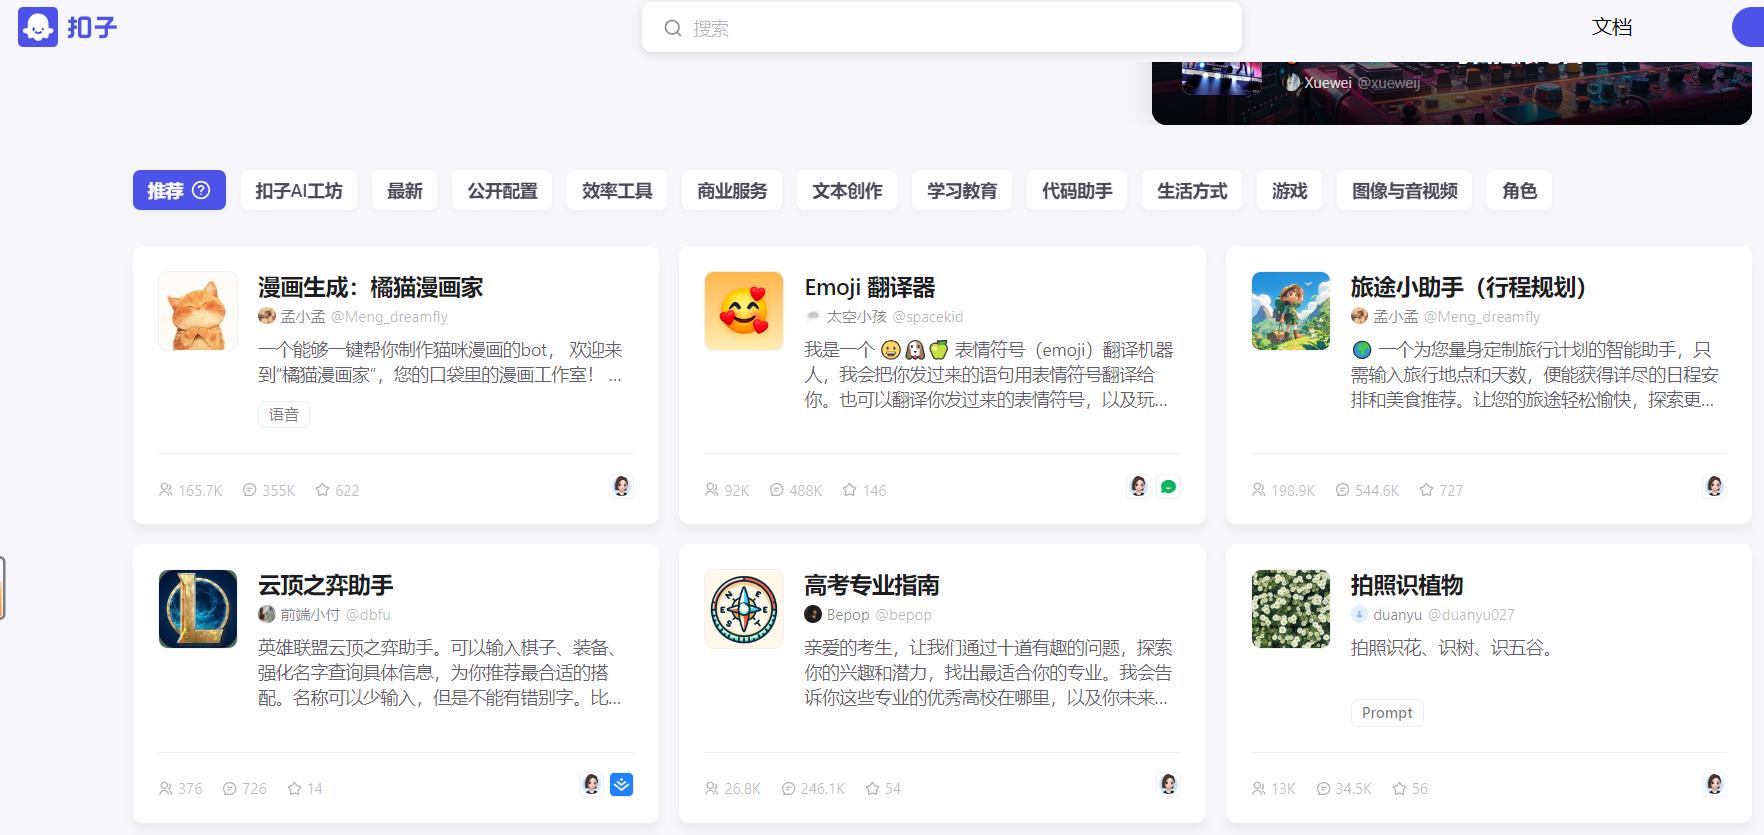 扣子
搜索
文档
Xuewei @xueweij
推荐
扣子AI工坊
最新
公开配置
效率工具
商业服务
文本创作
学习教育
代码助手
生活方式
游戏
图像与音视频
角色
漫画生成：橘猫漫画家
孟小孟 @Meng_dreamfly
一个能够一键帮你制作猫咪漫画的bot， 欢迎来
到“橘猫漫画家”，您的口袋里的漫画工作室！ ...
语音
165.7K 355K 622
Emoji 翻译器
太空小孩 @spacekid
我是一个 😀🐶🍏 表情符号（emoji）翻译机器
人，我会把你发过来的语句用表情符号翻译给
你。也可以翻译你发过来的表情符号，以及玩...
92K 488K 146
旅途小助手（行程规划）
孟小孟 @Meng_dreamfly
🌍 一个为您量身定制旅行计划的智能助手，只
需输入旅行地点和天数，便能获得详尽的日程安
排和美食推荐。让您的旅途轻松愉快，探索更...
198.9K 544.6K 727
云顶之弈助手
前端小付 @dbfu
英雄联盟云顶之弈助手。可以输入棋子、装备、
强化名字查询具体信息，为你推荐最合适的搭
配。名称可以少输入，但是不能有错别字。比...
376 726 14
高考专业指南
Bepop @bepop
亲爱的考生，让我们通过十道有趣的问题，探索
你的兴趣和潜力，找出最适合你的专业。我会告
诉你这些专业的优秀高校在哪里，以及你未来...
26.8K 246.1K 54
拍照识植物
duanyu @duanyu027
拍照识花、识树、识五谷。
Prompt
13K 34.5K 56